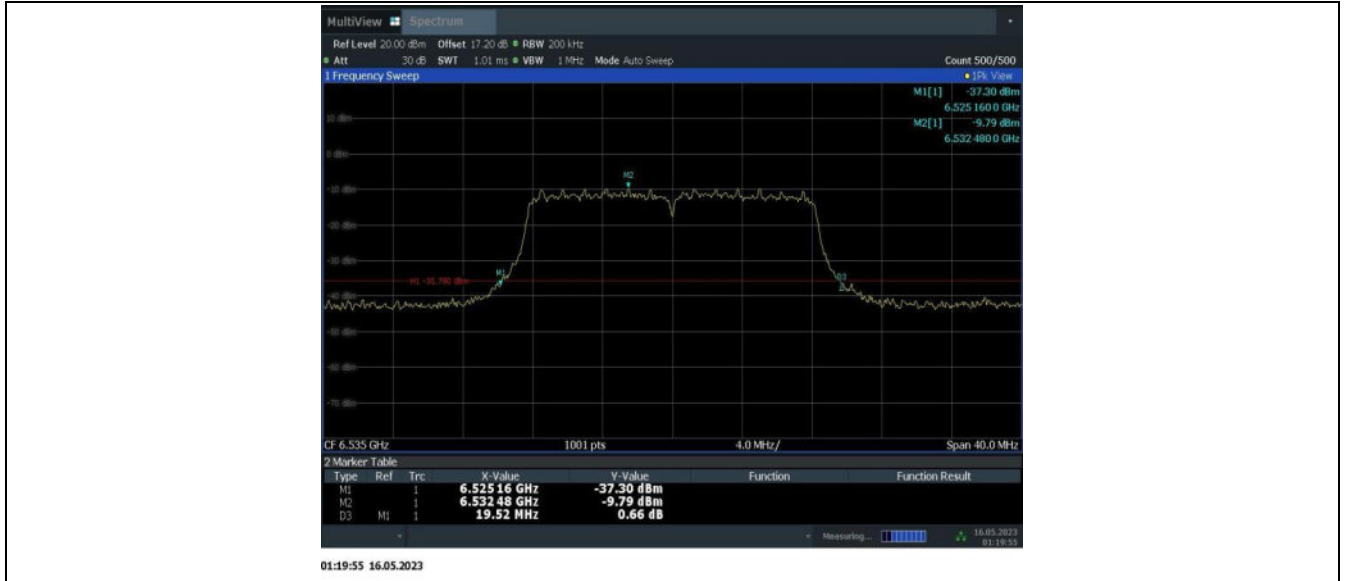 MultiView Spectrum
Ref Level 20.00 dBm Offset 17.20 dB RBW 200 kHz
Att 30 dB SWT 1.01 ms VBW 1 MHz Mode Auto Sweep Count 500/500
1 Frequency Sweep 1Pk View
M1[1] -37.30 dBm
6.525 160 0 GHz
M2[1] -9.79 dBm
6.532 480 0 GHz
10 dBm
0 dBm
M2
-10 dBm
-20 dBm
-30 dBm
M1
D3
-40 dBm
-50 dBm
-60 dBm
-70 dBm
CF 6.535 GHz 1001 pts 4.0 MHz/ Span 40.0 MHz
2 Marker Table
Type Ref Trc X-Value Y-Value Function Function Result
M1 1 6.525 16 GHz -37.30 dBm
M2 1 6.532 48 GHz -9.79 dBm
D3 M1 1 19.52 MHz 0.66 dB
Measuring... 16.05.2023
01:19:55
01:19:55 16.05.2023